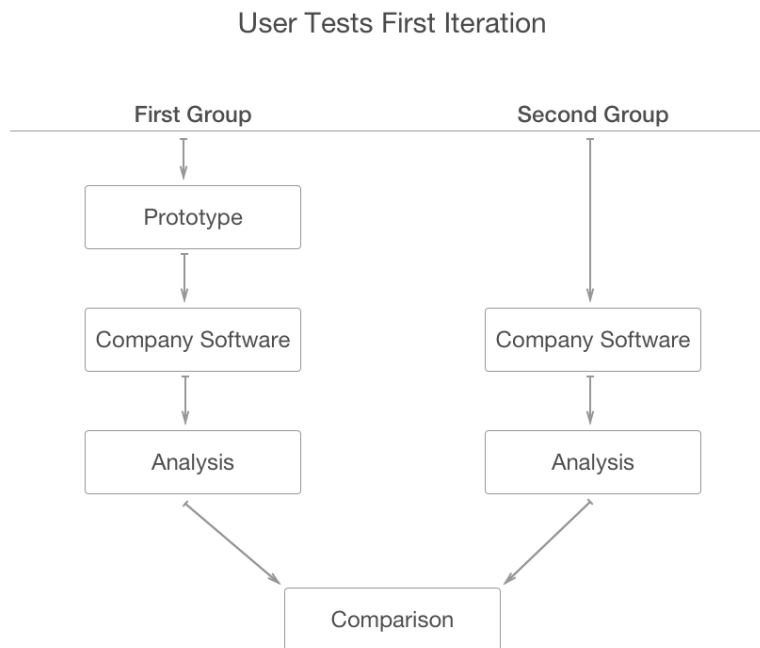 User Tests First Iteration
First Group
Second Group
Prototype
Company Software
Company Software
Analysis
Analysis
Comparison